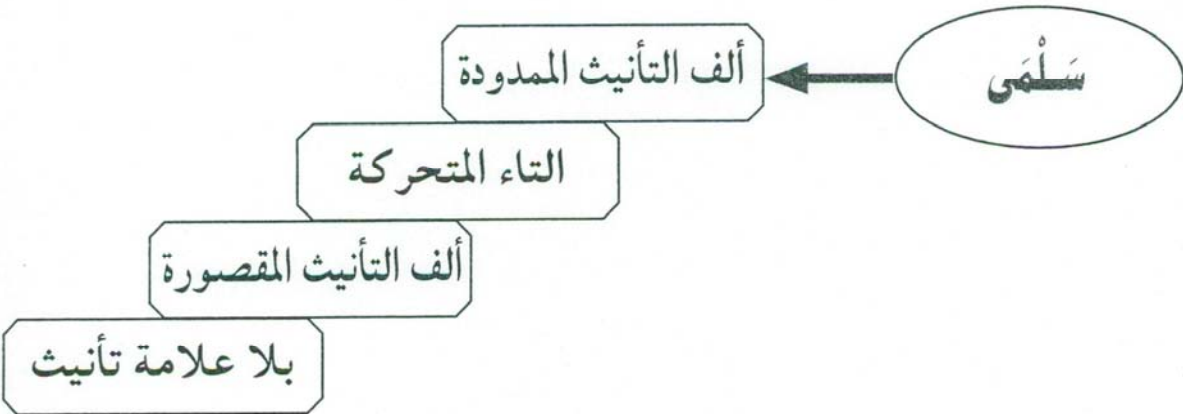 سَلْمَى
ألف التأنيث الممدودة
التاء المتحركة
ألف التأنيث المقصورة
بلا علامة تأنيث